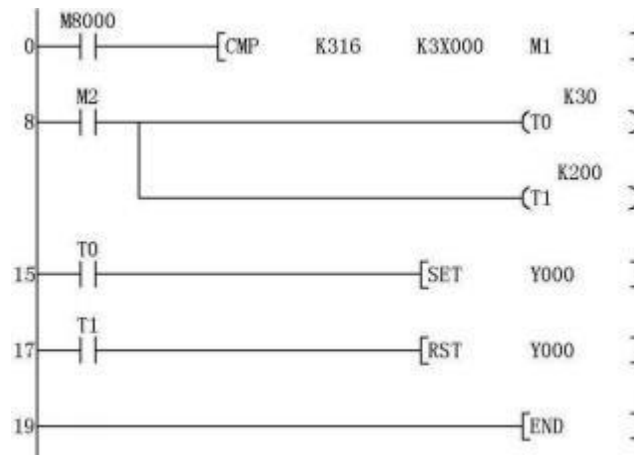 M8000
0 CMP K316 K3X000 M1
M2 K30
8 T0
K200
T1
T0
15 SET Y000
T1
17 RST Y000
19 END